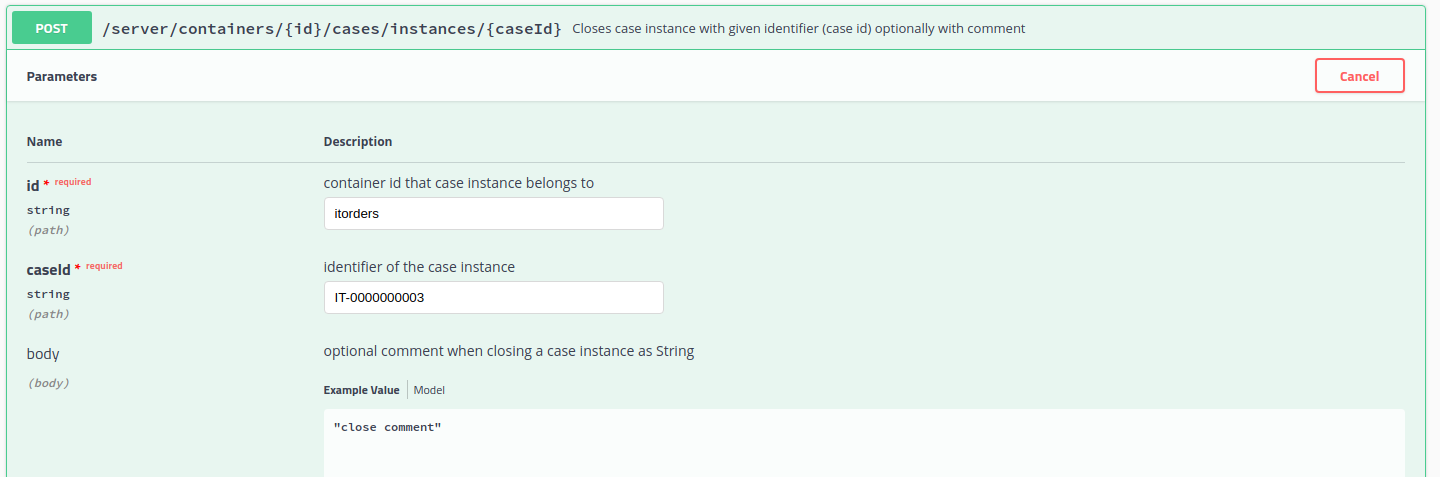 POST /server/containers/{id}/cases/instances/{caseId} Closes case instance with given identifier (case id) optionally with comment
Parameters Cancel
Name Description
id * required container id that case instance belongs to
string itorders
(path)
caseId * required identifier of the case instance
string IT-0000000003
(path)
body optional comment when closing a case instance as String
(body)
Example Value Model
"close comment"